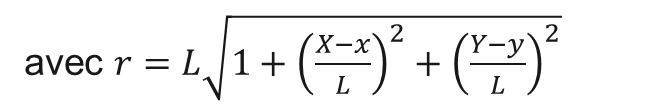 avec r = L√(1 + ((X−x)/L)² + ((Y−y)/L)²)